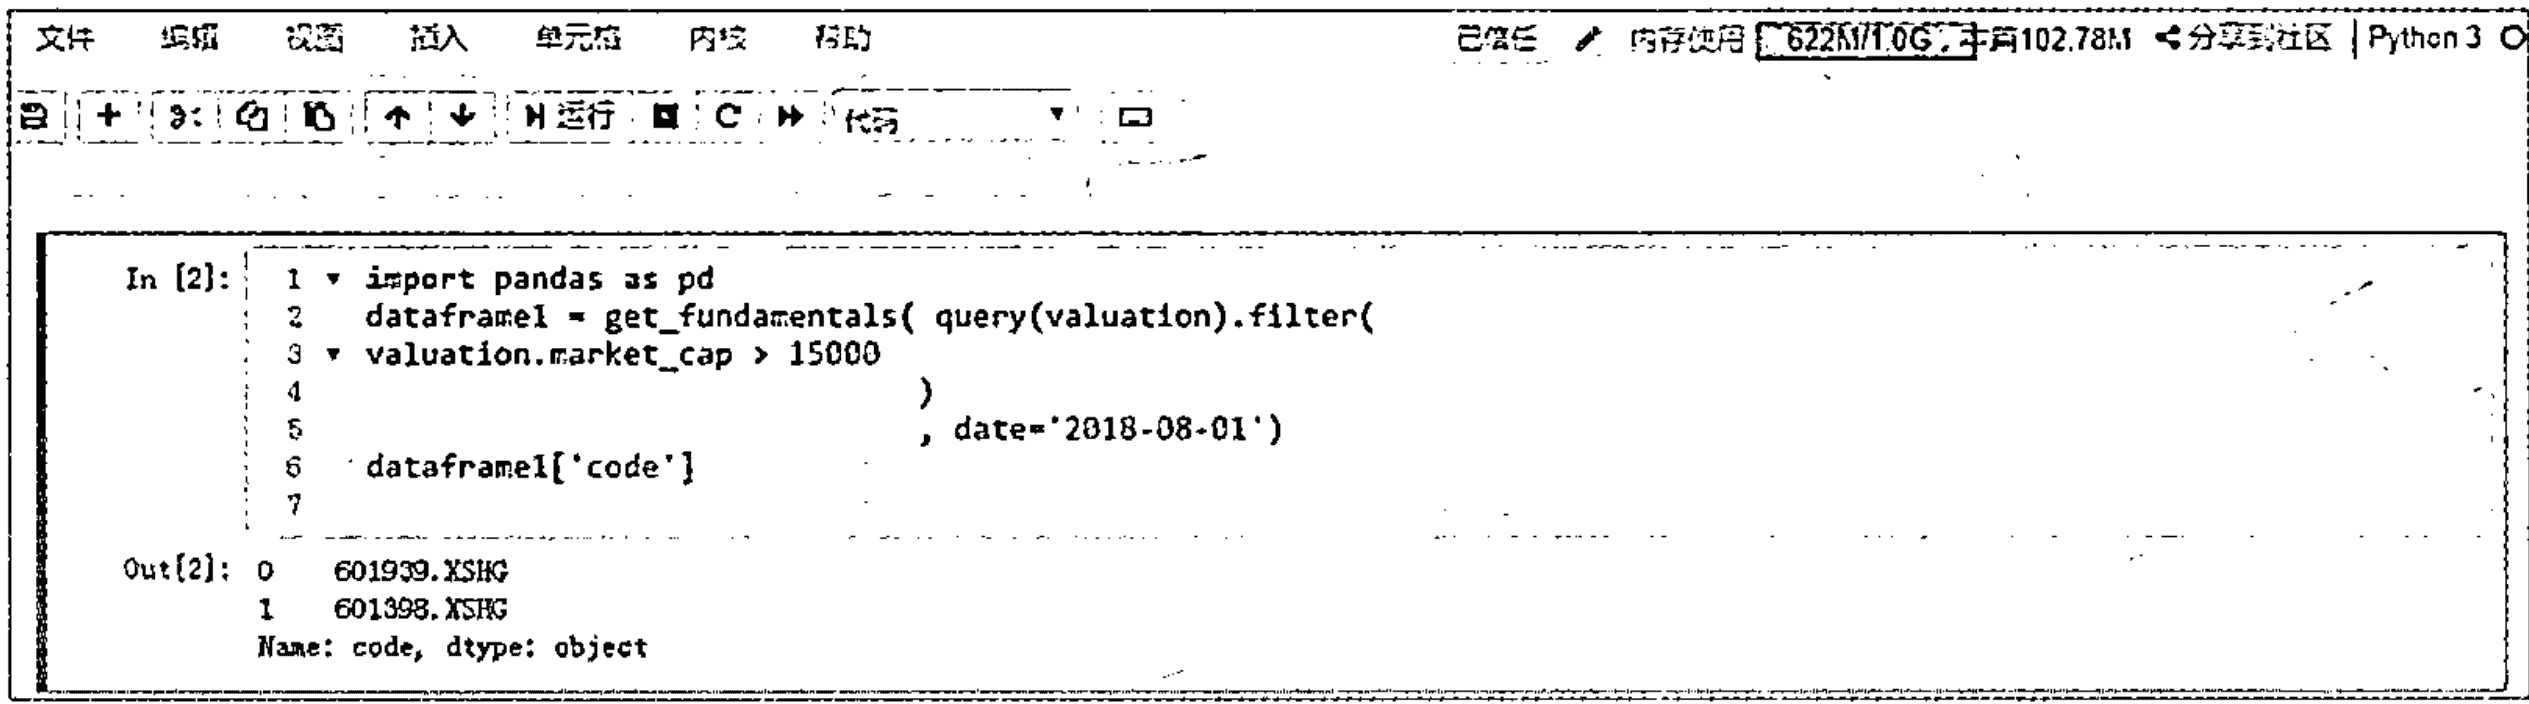 文件 编辑 视图 插入 单元格 内核 帮助 已信任 内存使用 622M/1.0G, 本篇102.78M 分享到社区 Python 3
运行 代码
In [2]:
1 import pandas as pd
2 dataframe1 = get_fundamentals( query(valuation).filter(
3 valuation.market_cap > 15000
4 )
5 , date='2018-08-01')
6 dataframe1['code']
7
Out[2]: 0 601939.XSHG
1 601398.XSHG
Name: code, dtype: object